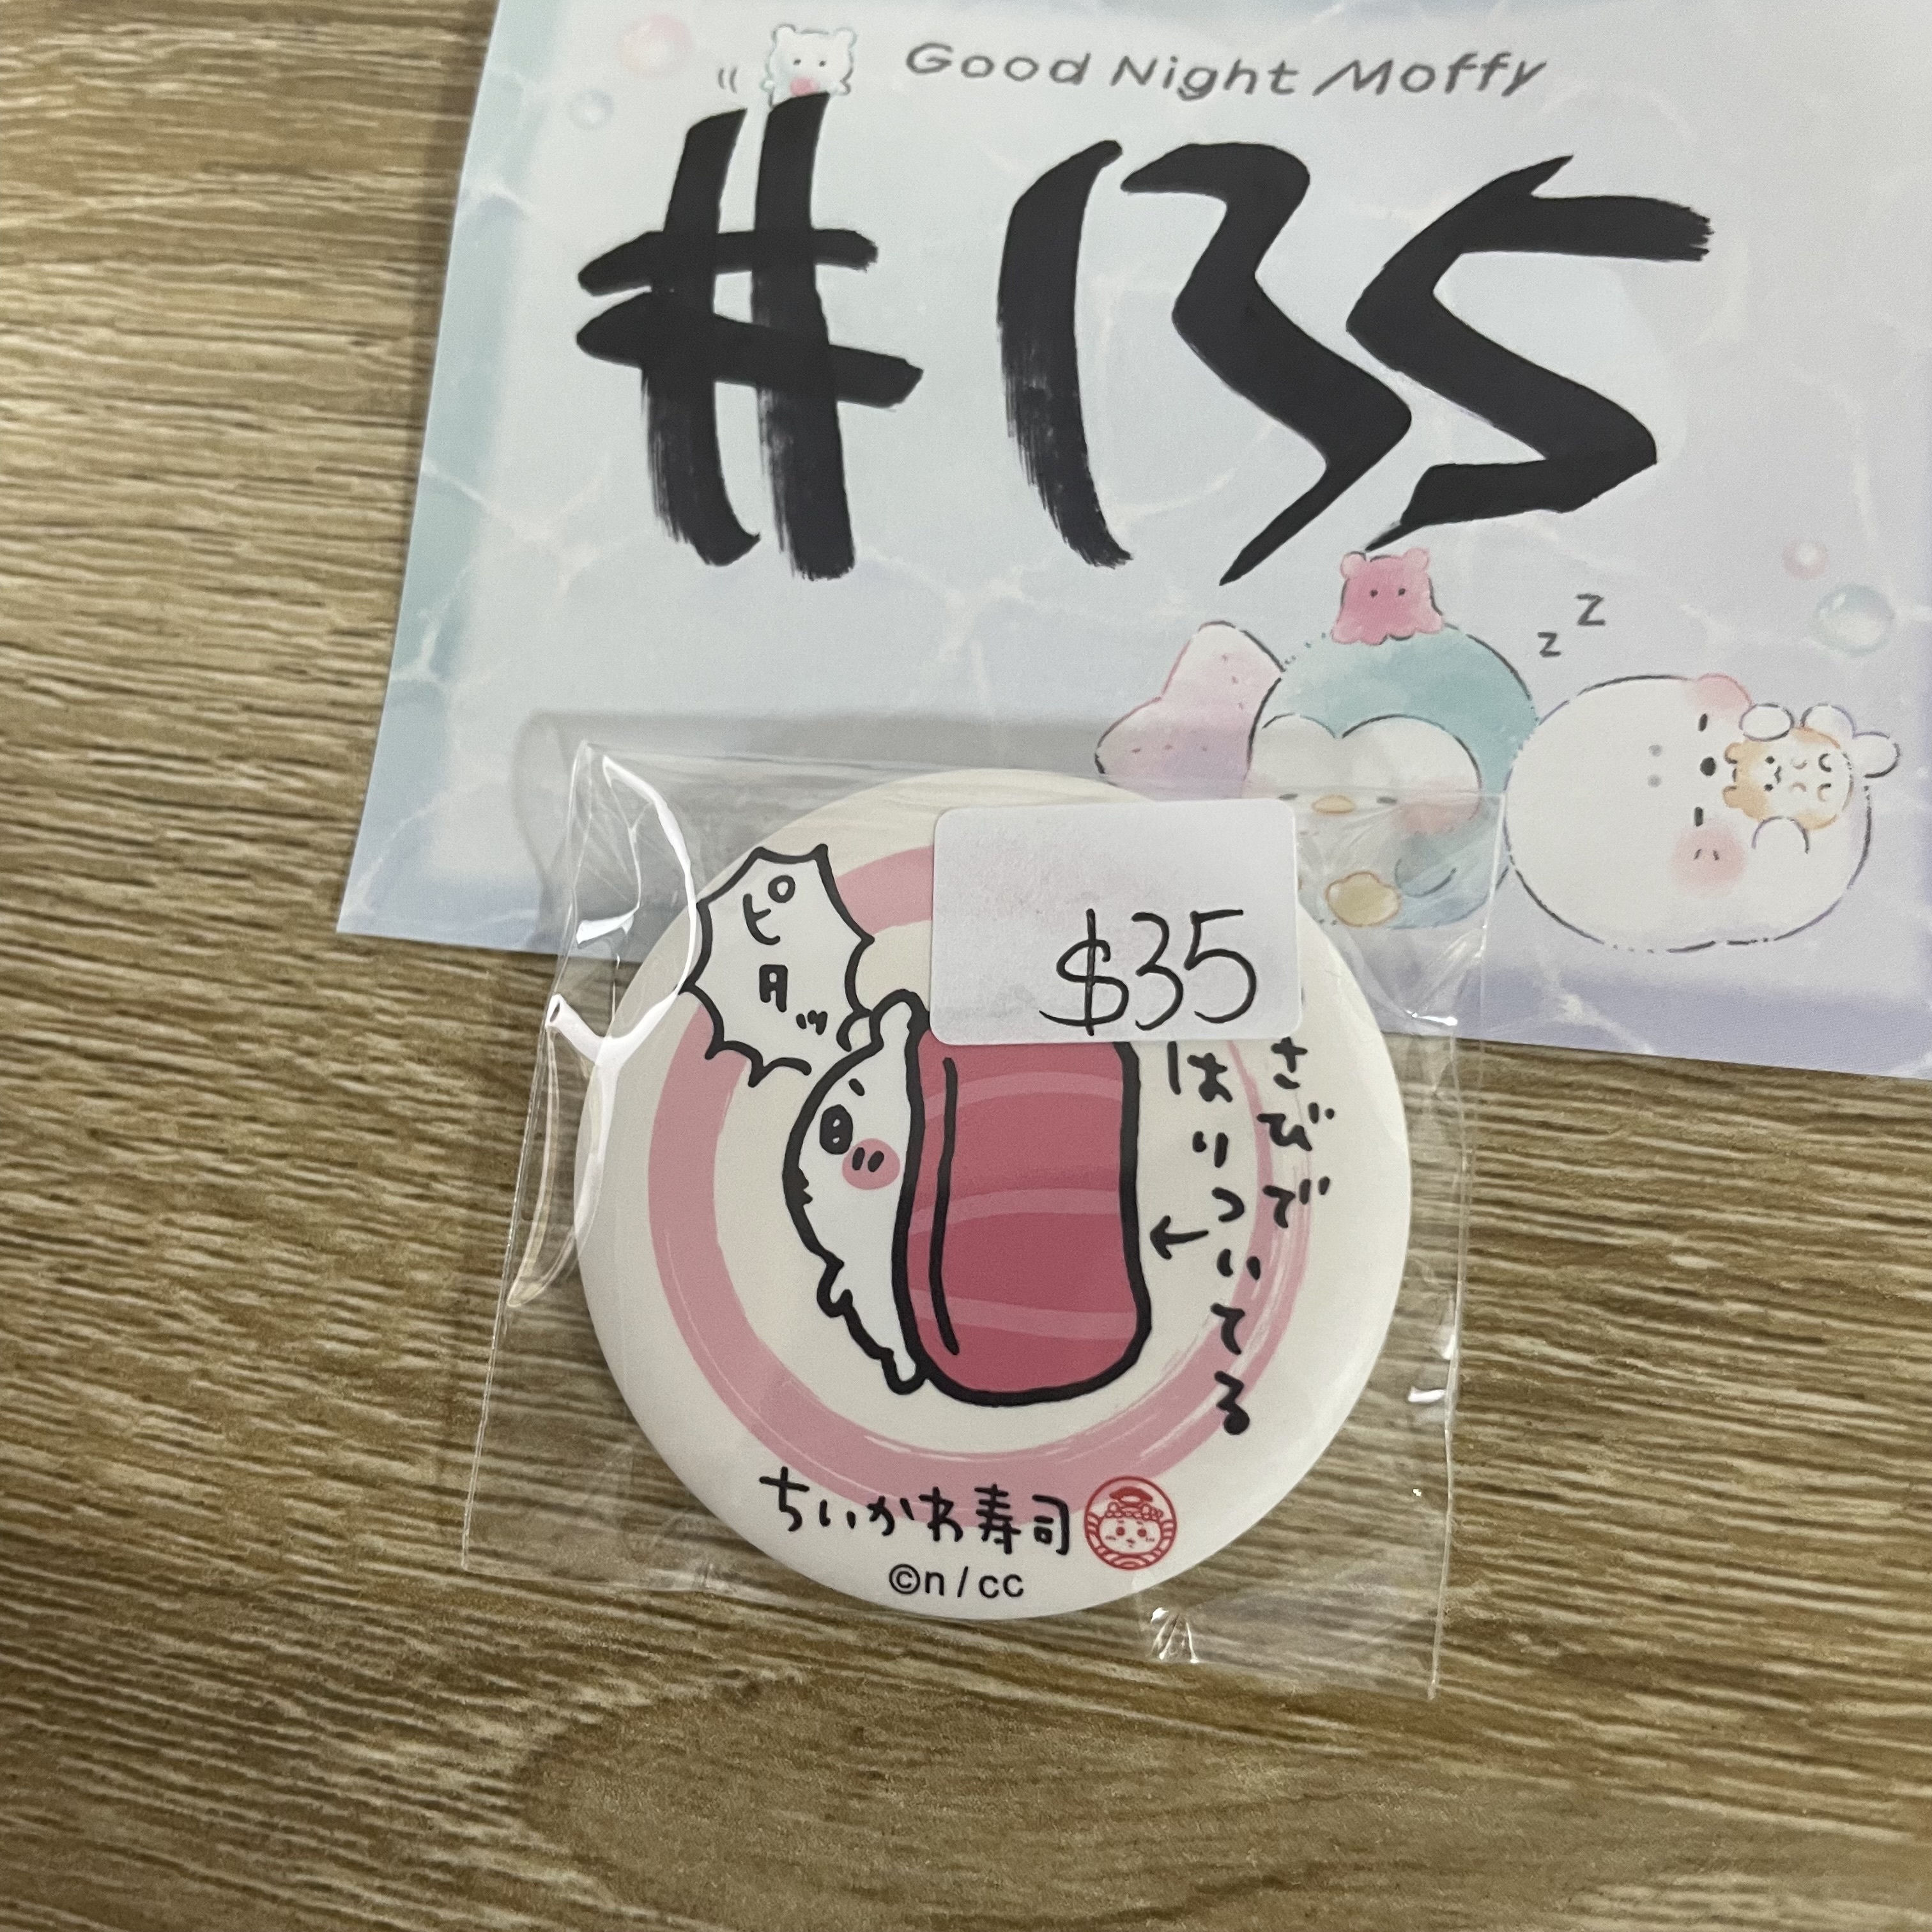 Good Night Moffy
#135
z z
$35
ピタッ
さびで
はりついてる
ちいかわ寿司
©n/cc